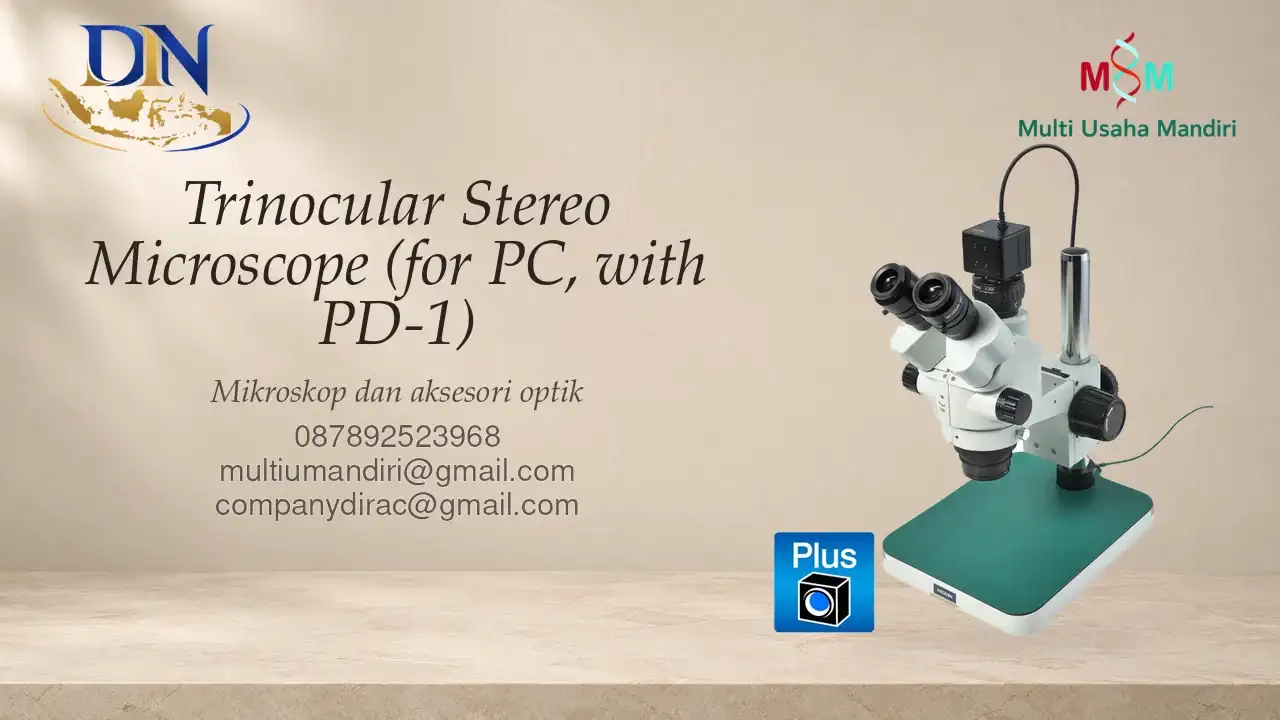 DIN
MSM
Multi Usaha Mandiri
Trinocular Stereo
Microscope (for PC, with
PD-1)
Mikroskop dan aksesori optik
087892523968
multiumandiri@gmail.com
companydirac@gmail.com
Plus